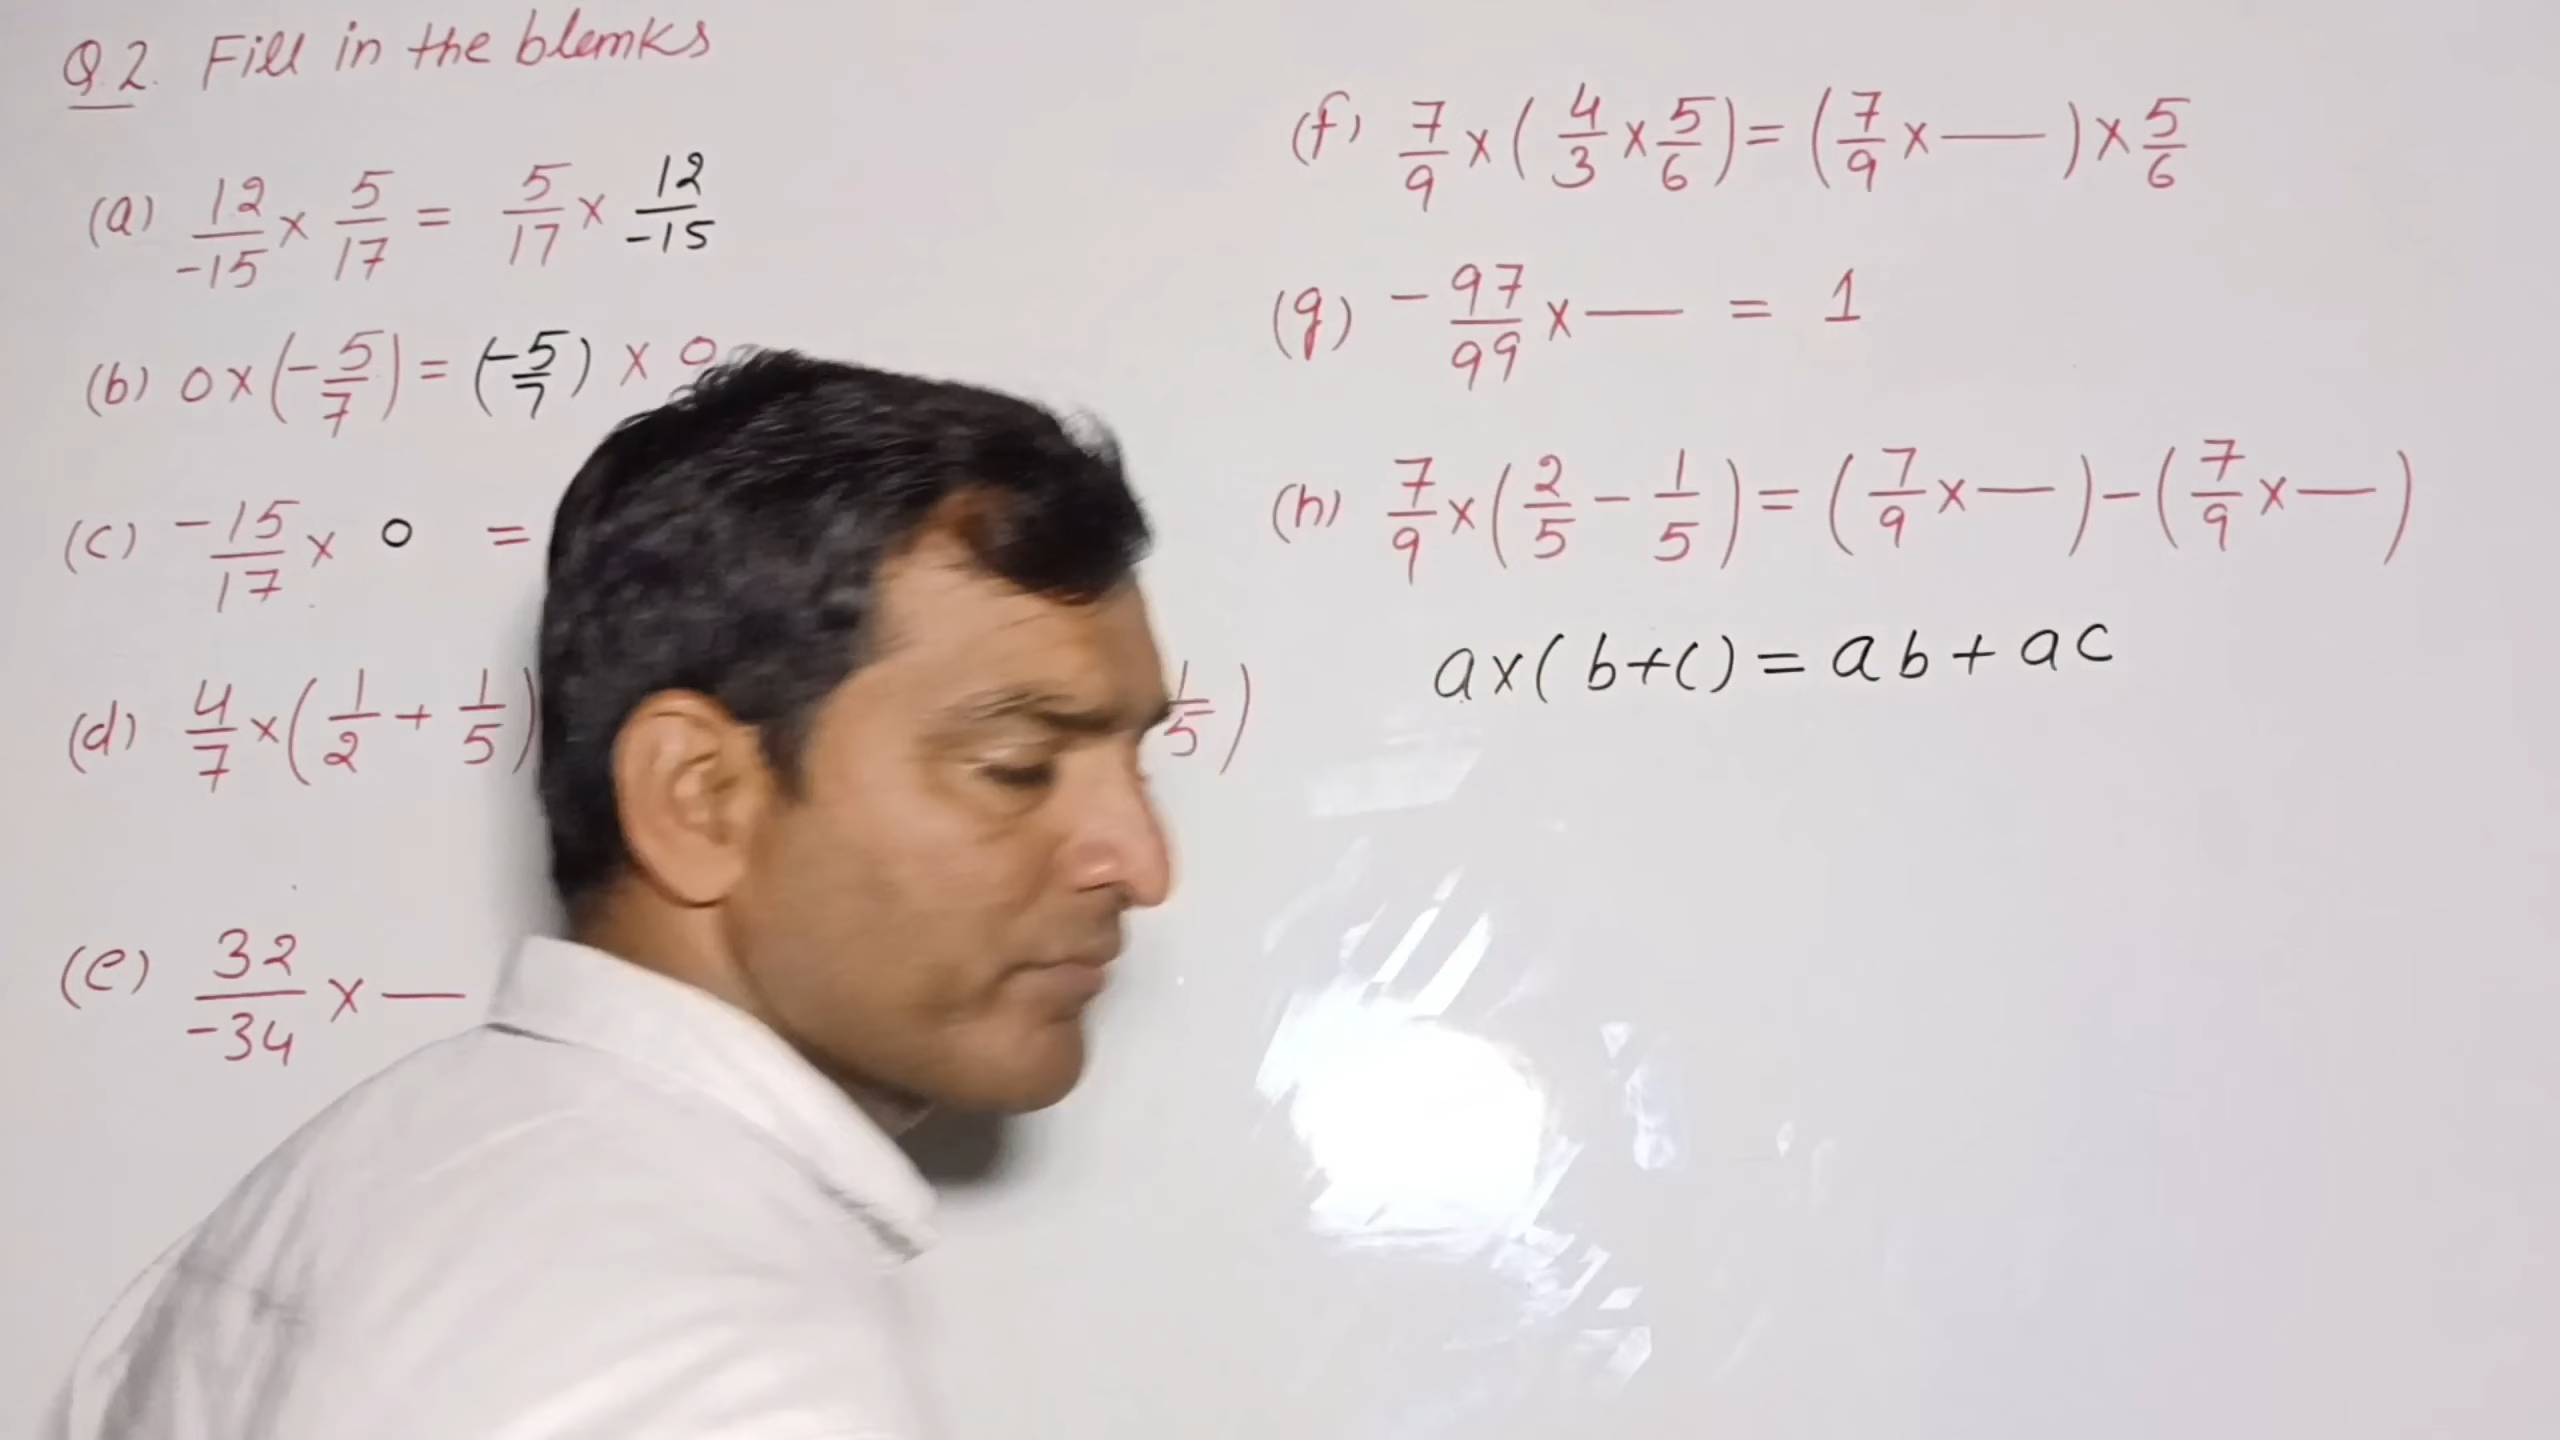 Q.2. Fill in the blemks
(a) 12/-15 × 5/17 = 5/17 × 12/-15
(b) 0 × (-5/7) = (-5/7) × 0
(c) -15/17 × 0 =
(d) 4/7 × (1/2 + 1/5) 1/5)
(e) 32/-34 × —
(f) 7/9 × (4/3 × 5/6) = (7/9 × —) × 5/6
(g) -97/99 × — = 1
(h) 7/9 × (2/5 - 1/5) = (7/9 × —) - (7/9 × —)
a × (b+c) = ab + ac